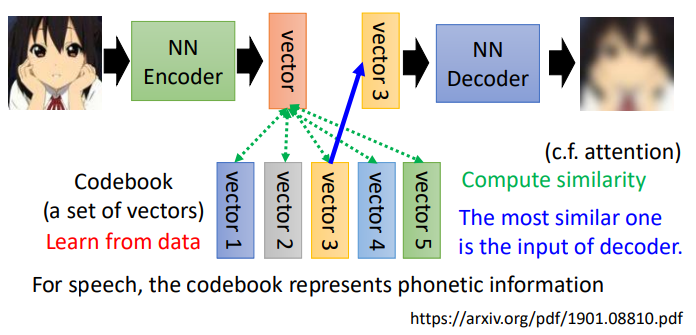 NN
Encoder
vector
vector 3
NN
Decoder
(c.f. attention)
Codebook
(a set of vectors)
Learn from data
vector 1
vector 2
vector 3
vector 4
vector 5
Compute similarity
The most similar one
is the input of decoder.
For speech, the codebook represents phonetic information
https://arxiv.org/pdf/1901.08810.pdf